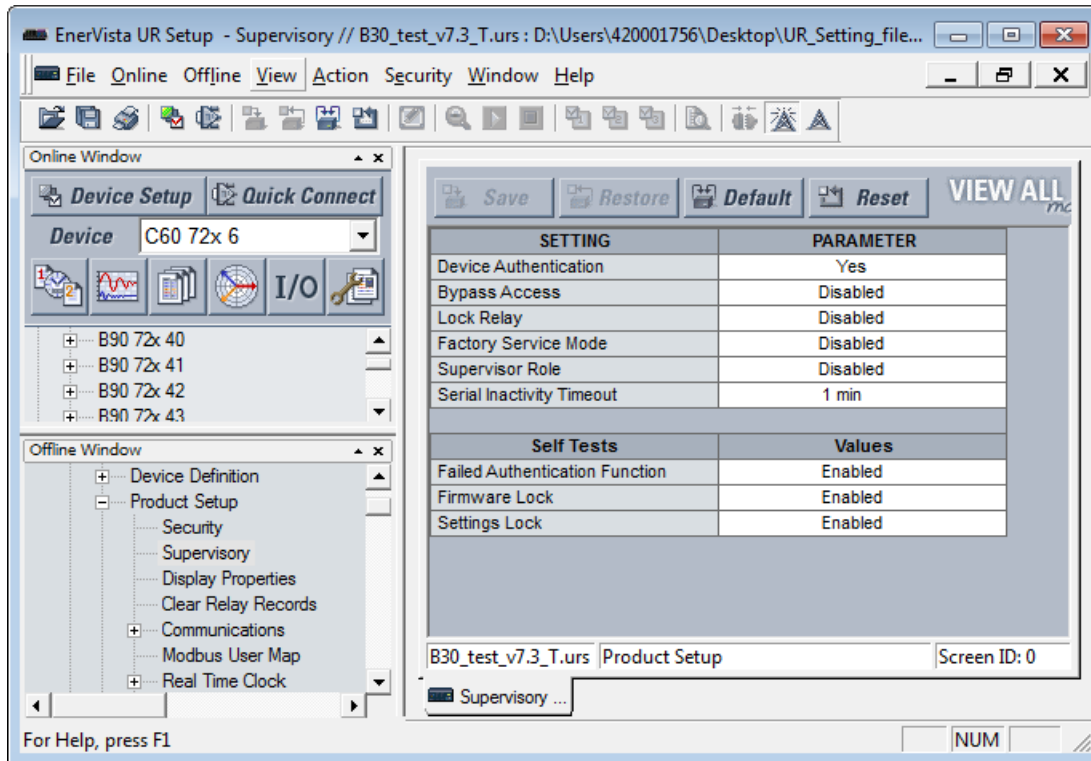 EnerVista UR Setup - Supervisory // B30_test_v7.3_T.urs : D:\Users\420001756\Desktop\UR_Setting_file...
File Online Offline View Action Security Window Help
Online Window
Device Setup Quick Connect
Device C60 72x 6
I/O
B90 72x 40
B90 72x 41
B90 72x 42
B90 72x 43
Offline Window
Device Definition
Product Setup
Security
Supervisory
Display Properties
Clear Relay Records
Communications
Modbus User Map
Real Time Clock
Save Restore Default Reset VIEW ALL
SETTING PARAMETER
Device Authentication Yes
Bypass Access Disabled
Lock Relay Disabled
Factory Service Mode Disabled
Supervisor Role Disabled
Serial Inactivity Timeout 1 min
Self Tests Values
Failed Authentication Function Enabled
Firmware Lock Enabled
Settings Lock Enabled
B30_test_v7.3_T.urs Product Setup Screen ID: 0
Supervisory ...
For Help, press F1 NUM